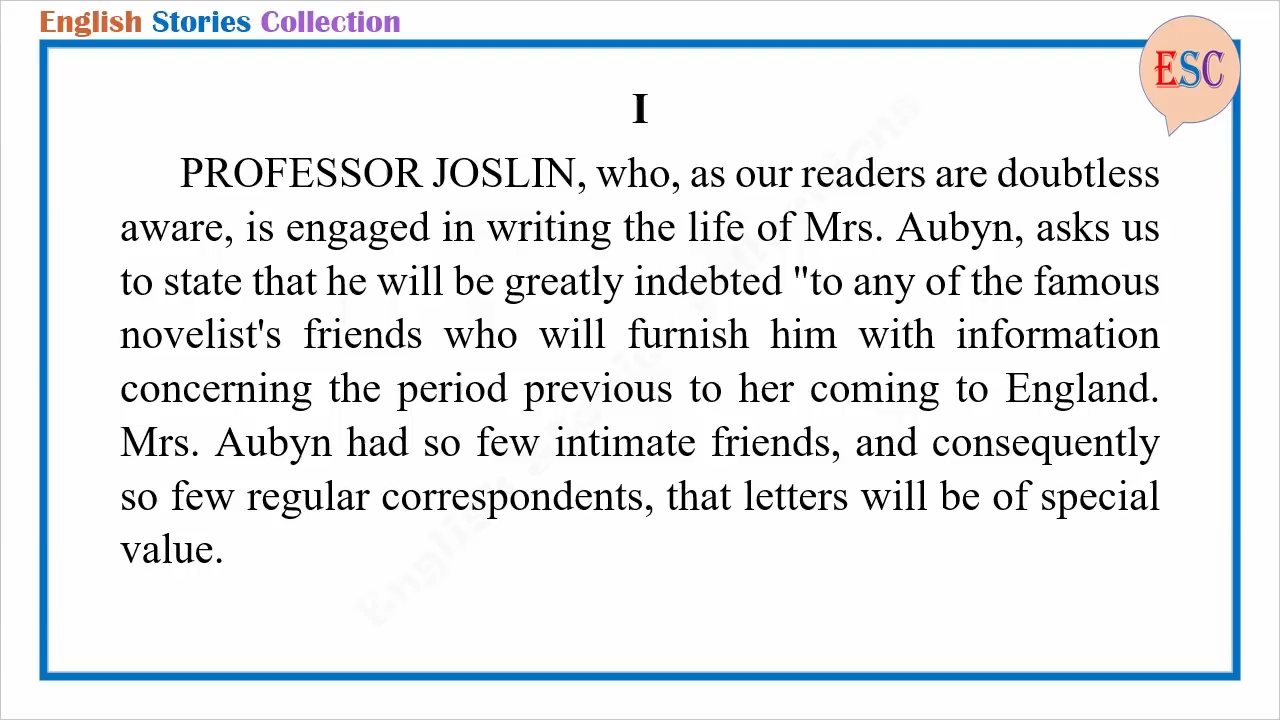 English Stories Collection
ESC
I
PROFESSOR JOSLIN, who, as our readers are doubtless
aware, is engaged in writing the life of Mrs. Aubyn, asks us
to state that he will be greatly indebted "to any of the famous
novelist's friends who will furnish him with information
concerning the period previous to her coming to England.
Mrs. Aubyn had so few intimate friends, and consequently
so few regular correspondents, that letters will be of special
value.